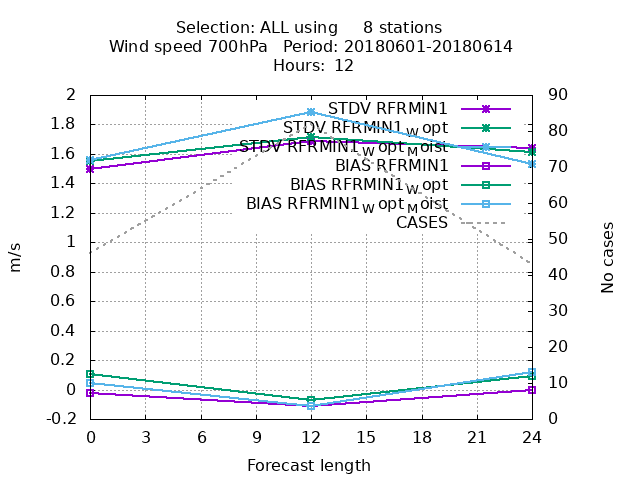 Selection: ALL using     8 stations
Wind speed 700hPa   Period: 20180601-20180614
Hours: 12
2
1.8
1.6
1.4
1.2
1
0.8
0.6
0.4
0.2
0
-0.2
m/s
STDV RFRMIN1
STDV RFRMIN1_W opt
STDV RFRMIN1_W opt_M oist
BIAS RFRMIN1
BIAS RFRMIN1_W opt
BIAS RFRMIN1_W opt_M oist
CASES
90
80
70
60
50
40
30
20
10
0
No cases
0 3 6 9 12 15 18 21 24
Forecast length